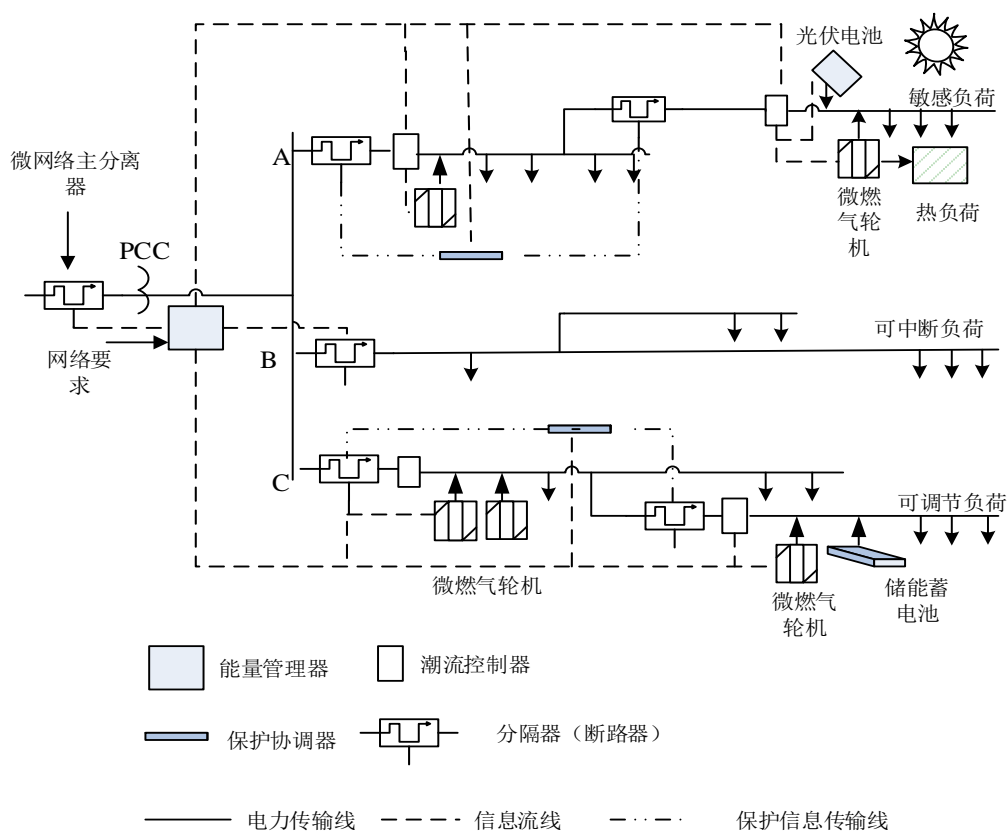 光伏电池
敏感负荷
A
微网络主分离
器
微燃
气轮
机
热负荷
PCC
可中断负荷
B
网络要
求
C
可调节负荷
微燃气轮机
微燃气
轮机
储能蓄
电池
能量管理器
潮流控制器
保护协调器
分隔器（断路器）
电力传输线
信息流线
保护信息传输线